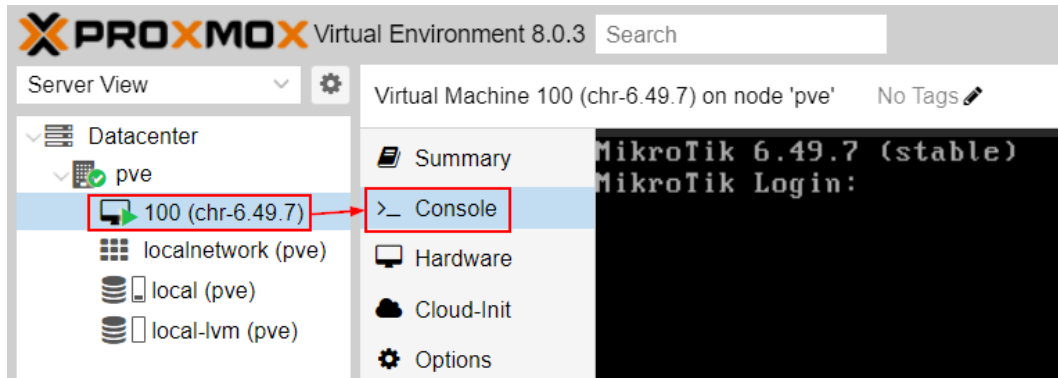 PROXMOX Virtual Environment 8.0.3 Search
Server View
Virtual Machine 100 (chr-6.49.7) on node 'pve' No Tags
Datacenter
pve
100 (chr-6.49.7)
localnetwork (pve)
local (pve)
local-lvm (pve)
Summary
>_ Console
Hardware
Cloud-Init
Options
MikroTik 6.49.7 (stable)
MikroTik Login: